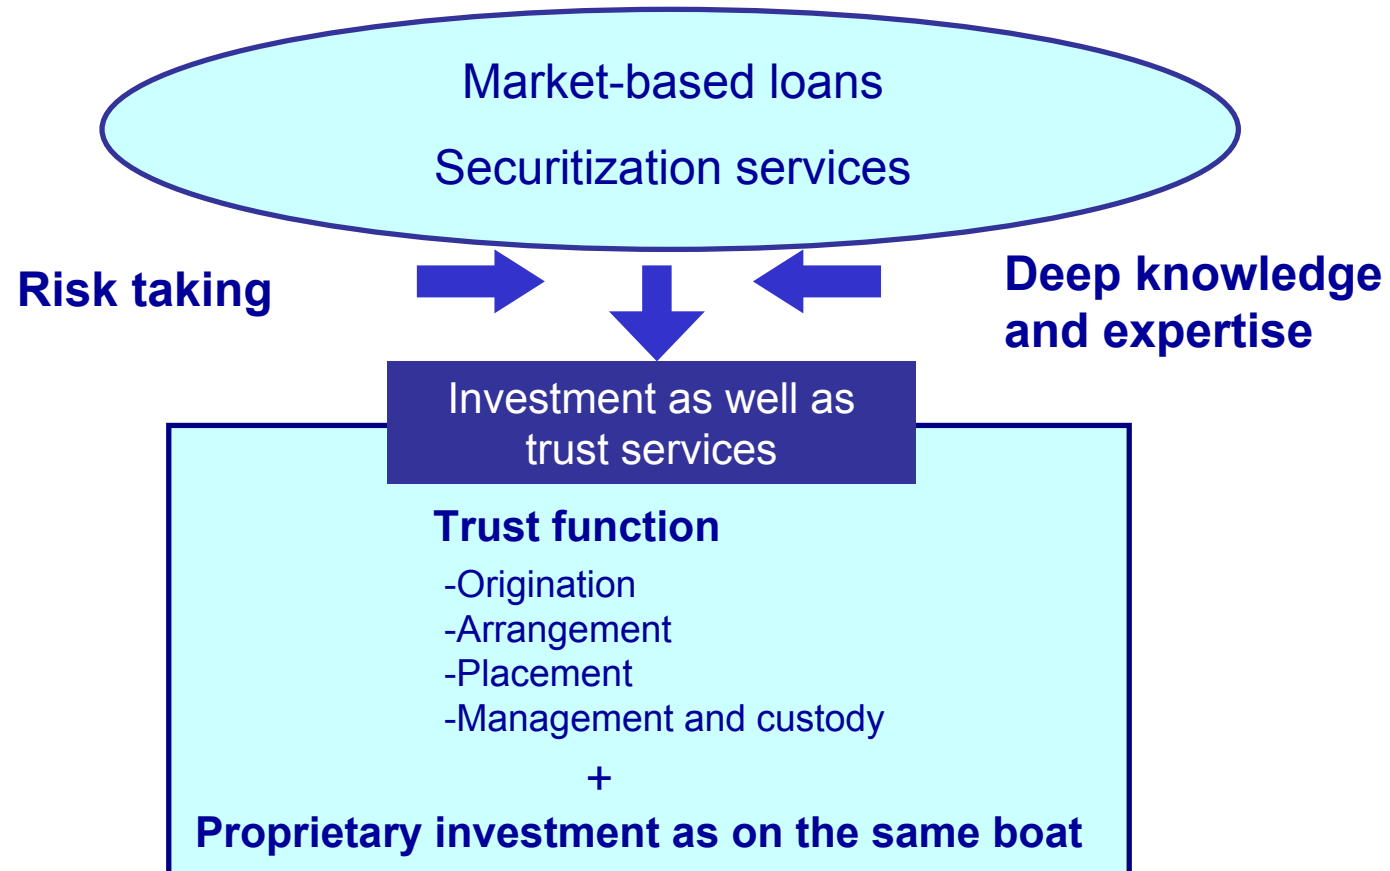 Market-based loans
Securitization services
Risk taking
Deep knowledge
and expertise
Investment as well as
trust services
Trust function
-Origination
-Arrangement
-Placement
-Management and custody
+
Proprietary investment as on the same boat